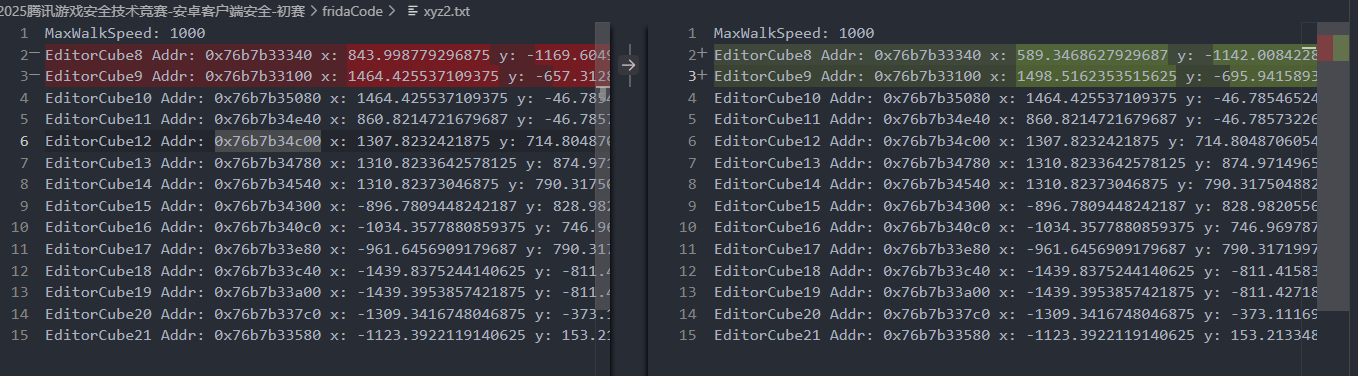 2025腾讯游戏安全技术竞赛-安卓客户端安全-初赛 > fridaCode > xyz2.txt
1 MaxWalkSpeed: 1000
2 EditorCube8 Addr: 0x76b7b33340 x: 843.998779296875 y: -1169.6049
3 EditorCube9 Addr: 0x76b7b33100 x: 1464.425537109375 y: -657.3128
4 EditorCube10 Addr: 0x76b7b35080 x: 1464.425537109375 y: -46.7854
5 EditorCube11 Addr: 0x76b7b34e40 x: 860.8214721679687 y: -46.7857
6 EditorCube12 Addr: 0x76b7b34c00 x: 1307.8232421875 y: 714.804870
7 EditorCube13 Addr: 0x76b7b34780 x: 1310.8233642578125 y: 874.971
8 EditorCube14 Addr: 0x76b7b34540 x: 1310.82373046875 y: 790.31750
9 EditorCube15 Addr: 0x76b7b34300 x: -896.7809448242187 y: 828.982
10 EditorCube16 Addr: 0x76b7b340c0 x: -1034.3577880859375 y: 746.96
11 EditorCube17 Addr: 0x76b7b33e80 x: -961.6456909179687 y: 790.317
12 EditorCube18 Addr: 0x76b7b33c40 x: -1439.8375244140625 y: -811.4
13 EditorCube19 Addr: 0x76b7b33a00 x: -1439.3953857421875 y: -811.4
14 EditorCube20 Addr: 0x76b7b337c0 x: -1309.3416748046875 y: -373.1
15 EditorCube21 Addr: 0x76b7b33580 x: -1123.3922119140625 y: 153.21
1 MaxWalkSpeed: 1000
2+ EditorCube8 Addr: 0x76b7b33340 x: 589.3468627929687 y: -1142.0084228
3+ EditorCube9 Addr: 0x76b7b33100 x: 1498.5162353515625 y: -695.9415893
4 EditorCube10 Addr: 0x76b7b35080 x: 1464.425537109375 y: -46.78546524
5 EditorCube11 Addr: 0x76b7b34e40 x: 860.8214721679687 y: -46.78573226
6 EditorCube12 Addr: 0x76b7b34c00 x: 1307.8232421875 y: 714.8048706054
7 EditorCube13 Addr: 0x76b7b34780 x: 1310.8233642578125 y: 874.9714965
8 EditorCube14 Addr: 0x76b7b34540 x: 1310.82373046875 y: 790.317504882
9 EditorCube15 Addr: 0x76b7b34300 x: -896.7809448242187 y: 828.9820556
10 EditorCube16 Addr: 0x76b7b340c0 x: -1034.3577880859375 y: 746.969787
11 EditorCube17 Addr: 0x76b7b33e80 x: -961.6456909179687 y: 790.3171997
12 EditorCube18 Addr: 0x76b7b33c40 x: -1439.8375244140625 y: -811.41583
13 EditorCube19 Addr: 0x76b7b33a00 x: -1439.3953857421875 y: -811.42718
14 EditorCube20 Addr: 0x76b7b337c0 x: -1309.3416748046875 y: -373.11169
15 EditorCube21 Addr: 0x76b7b33580 x: -1123.3922119140625 y: 153.213348